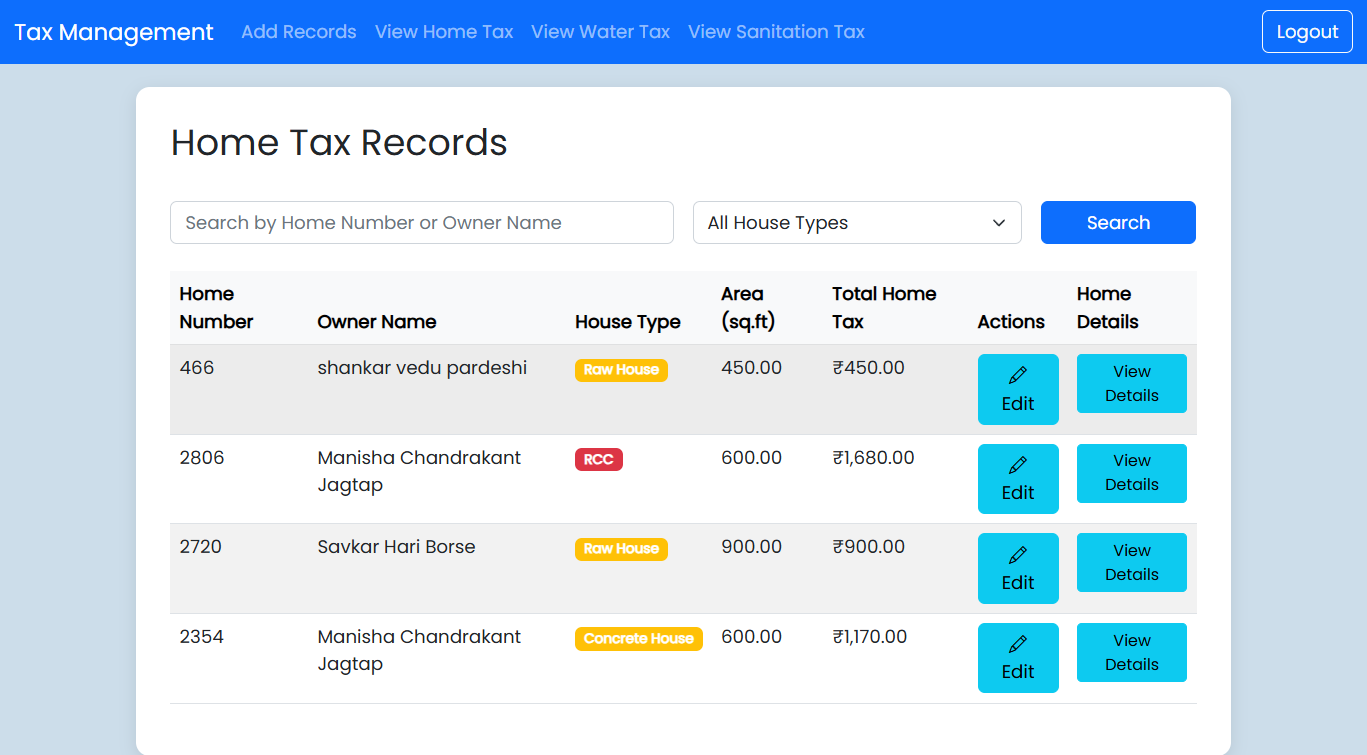 Tax Management Add Records View Home Tax View Water Tax View Sanitation Tax Logout
Home Tax Records
Search by Home Number or Owner Name All House Types Search
Home Number Owner Name House Type Area (sq.ft) Total Home Tax Actions Home Details
466 shankar vedu pardeshi Raw House 450.00 ₹450.00 Edit View Details
2806 Manisha Chandrakant Jagtap RCC 600.00 ₹1,680.00 Edit View Details
2720 Savkar Hari Borse Raw House 900.00 ₹900.00 Edit View Details
2354 Manisha Chandrakant Jagtap Concrete House 600.00 ₹1,170.00 Edit View Details